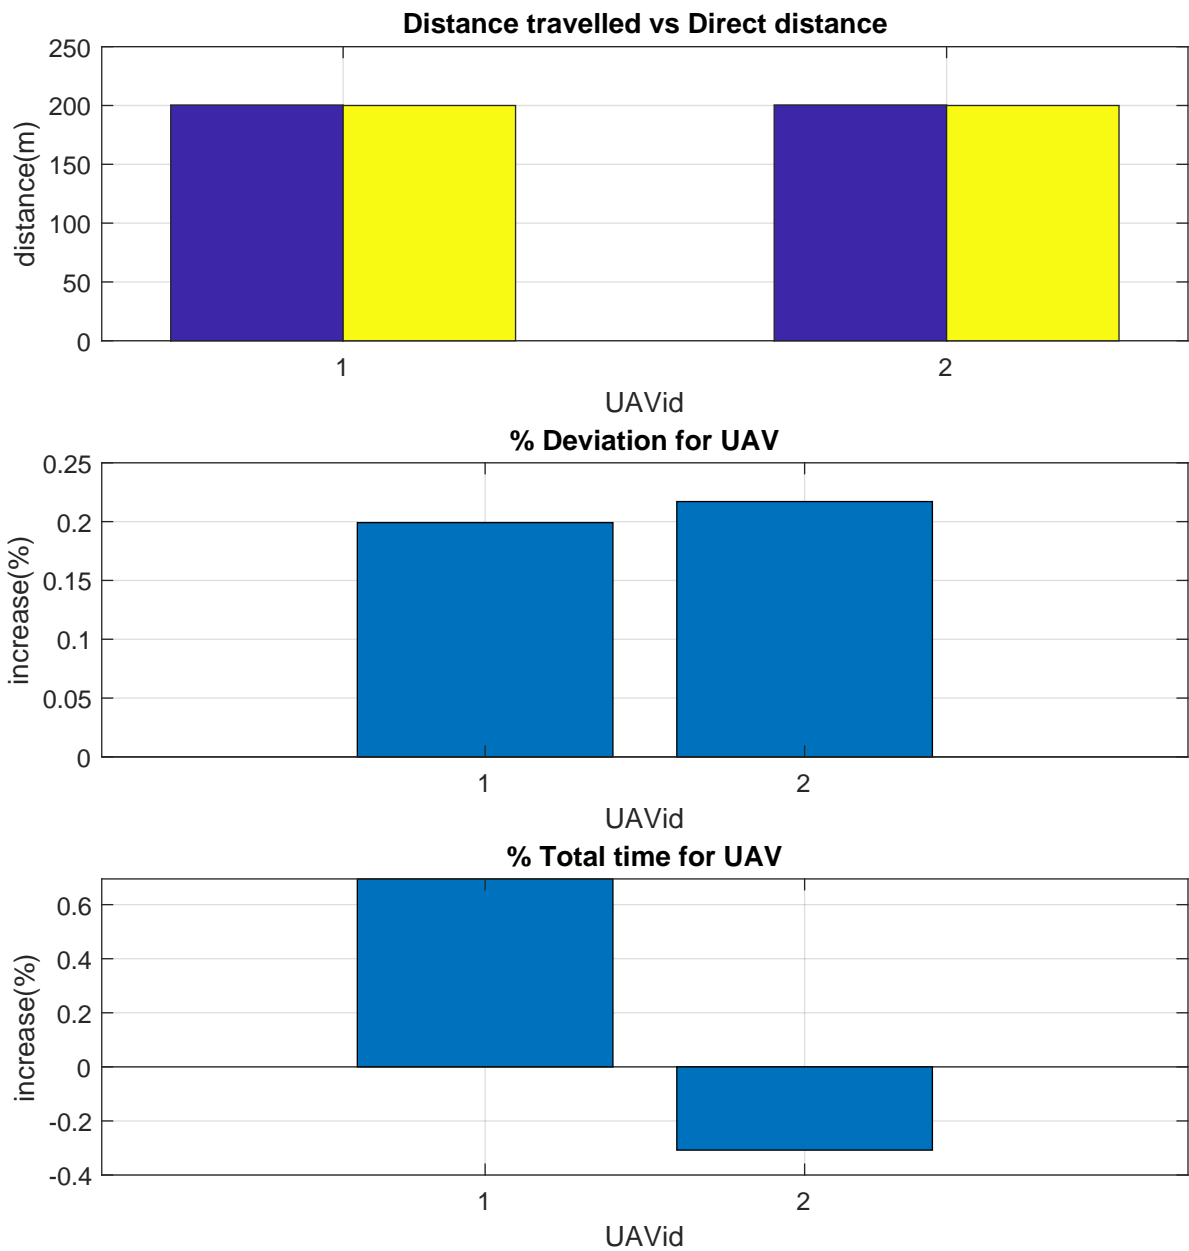 Distance travelled vs Direct distance
250
200
150
100
50
0
distance(m)
1 2
UAVid
% Deviation for UAV
0.25
0.2
0.15
0.1
0.05
0
increase(%)
1 2
UAVid
% Total time for UAV
0.6
0.4
0.2
0
-0.2
-0.4
increase(%)
1 2
UAVid